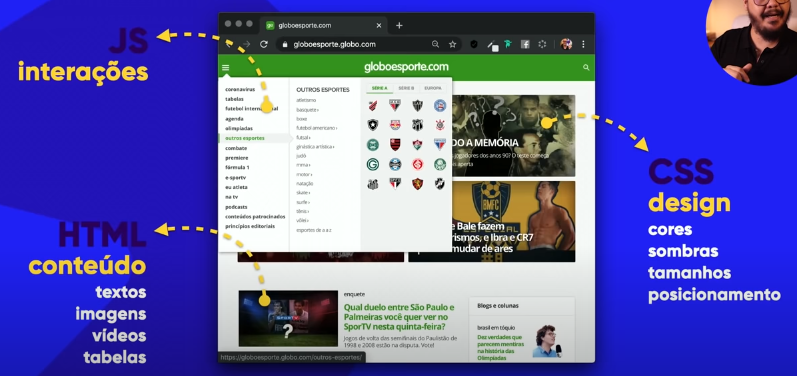 JS
interações
HTML
conteúdo
textos
imagens
vídeos
tabelas
globoesporte.com
globoesporte.globo.com
globoesporte.com
coronavírus
tabelas
futebol internacional
agenda
olimpíadas
outros esportes
combate
premiere
fórmula 1
e-sportv
eu atleta
na tv
podcasts
conteúdos patrocinados
princípios editoriais
OUTROS ESPORTES
atletismo
basquete ›
boxe
futebol americano ›
futsal ›
ginástica artística ›
judô
mma ›
motor ›
natação
skate ›
surfe ›
tênis ›
vôlei ›
esportes de a a z
SÉRIE A
SÉRIE B
EUROPA
DO A MEMÓRIA
jogadores dos anos 90? O teste começa
aperta
e Bale fazem
rismos, e Ibra e CR7
mudar de ares
BMF
ESPECIAL
#8
SPORTV
?
enquete
Qual duelo entre São Paulo e
Palmeiras você quer ver no
SporTV nesta quinta-feira?
Jogos de volta das semifinais da Paulistão de
1998 e 2008 estão na disputa. Vote!
Blogs e colunas
brasil em tóquio
Dez verdades que
parecem mentiras
na história das
Olimpíadas
https://globoesporte.globo.com/outros-esportes/
CSS
design
cores
sombras
tamanhos
posicionamento